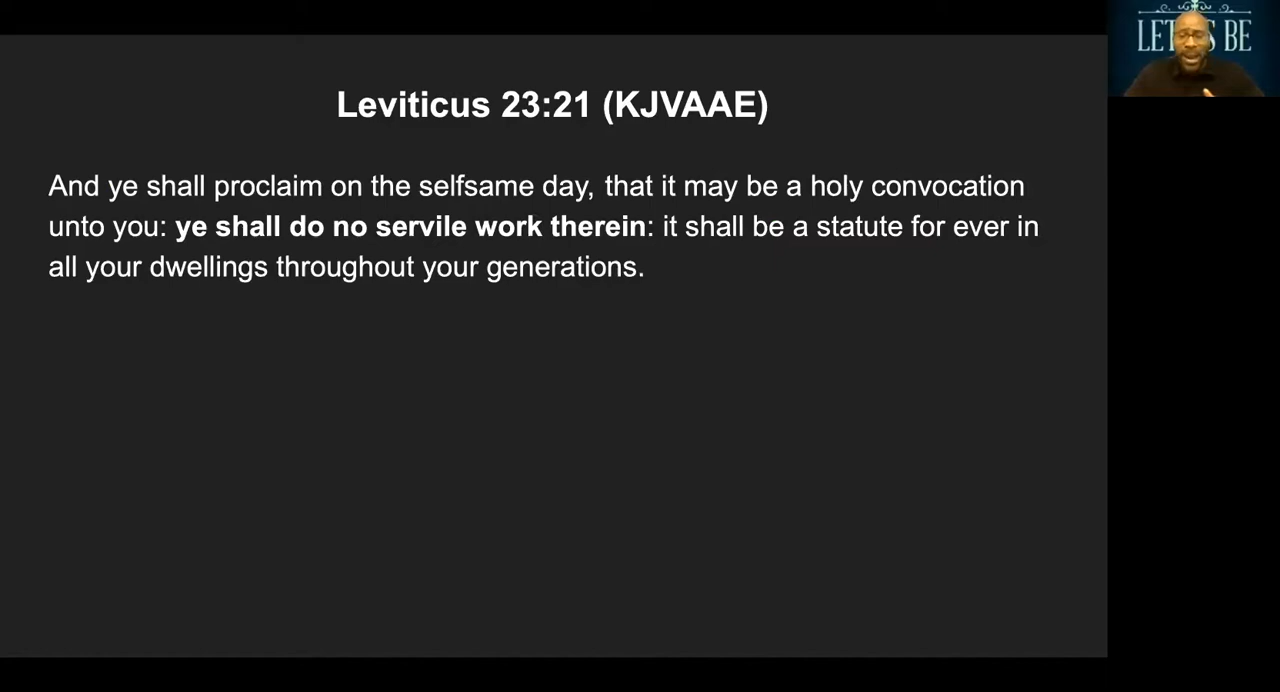 Leviticus 23:21 (KJVAAE)
And ye shall proclaim on the selfsame day, that it may be a holy convocation
unto you: ye shall do no servile work therein: it shall be a statute for ever in
all your dwellings throughout your generations.
BE